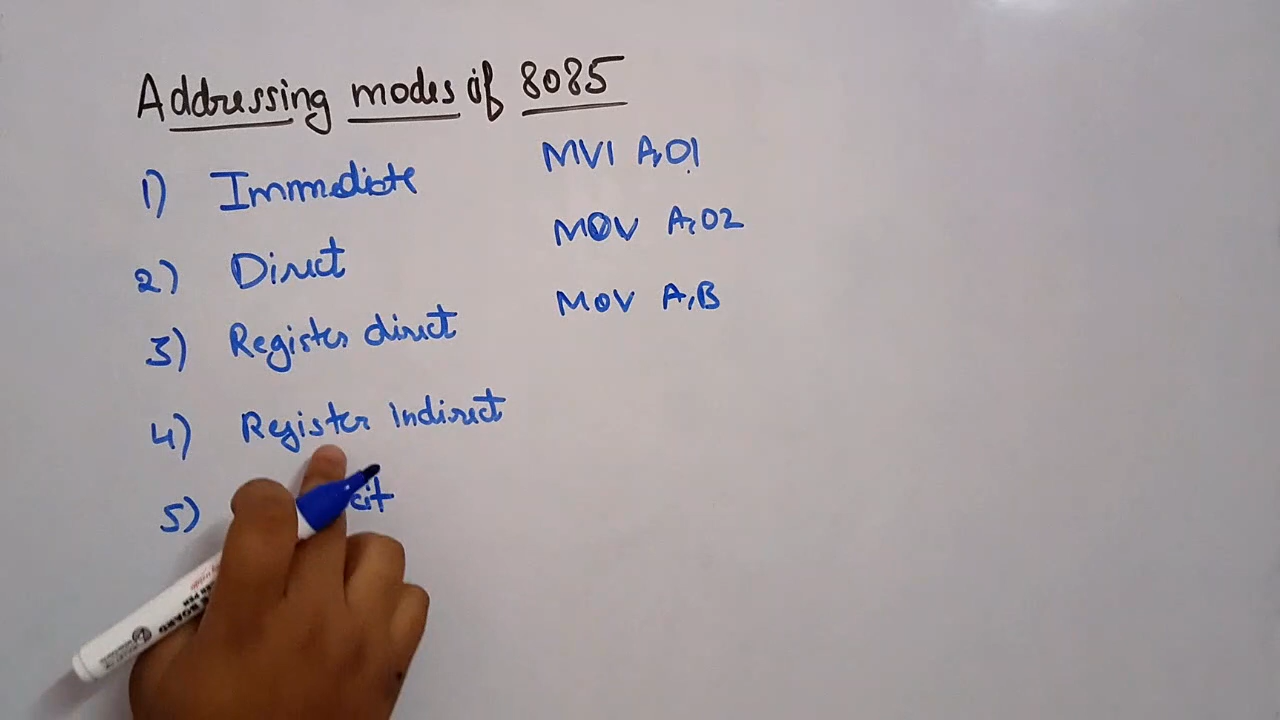 Addressing modes of 8085
1) Immediate MVI A,01
2) Direct MOV A,02
3) Register direct MOV A,B
4) Register Indirect
5)